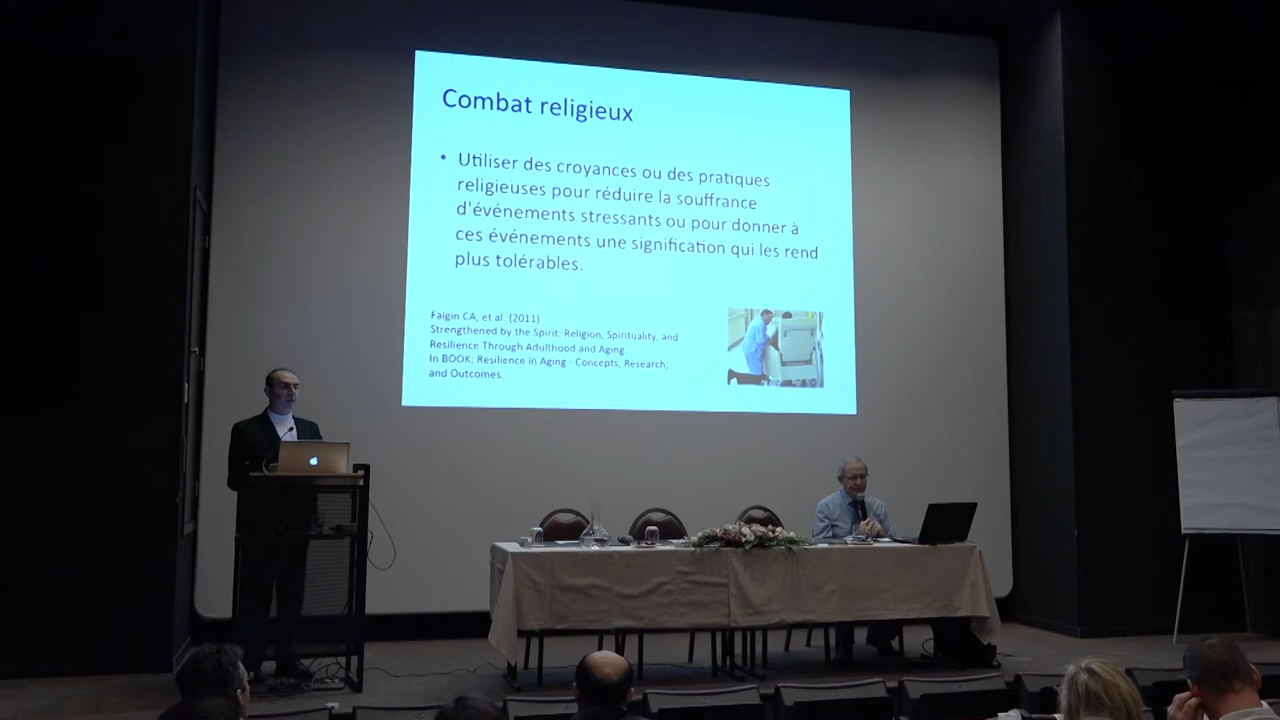 Combat religieux
• Utiliser des croyances ou des pratiques
religieuses pour réduire la souffrance
d'événements stressants ou pour donner à
ces événements une signification qui les rend
plus tolérables.
Faigin CA, et al. (2011)
Strengthened by the Spirit: Religion, Spirituality, and
Resilience Through Adulthood and Aging.
In BOOK: Resilience in Aging - Concepts, Research,
and Outcomes.